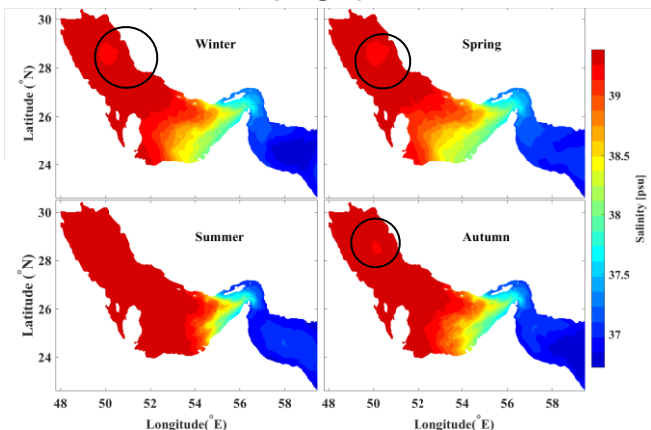 30
28
26
24
Latitude (°N)
Winter
Spring
30
28
26
24
Latitude (°N)
Summer
Autumn
48 50 52 54 56 58
Longitude(°E)
48 50 52 54 56 58
Longitude(°E)
39
38.5
38
37.5
37
Salinity [psu]